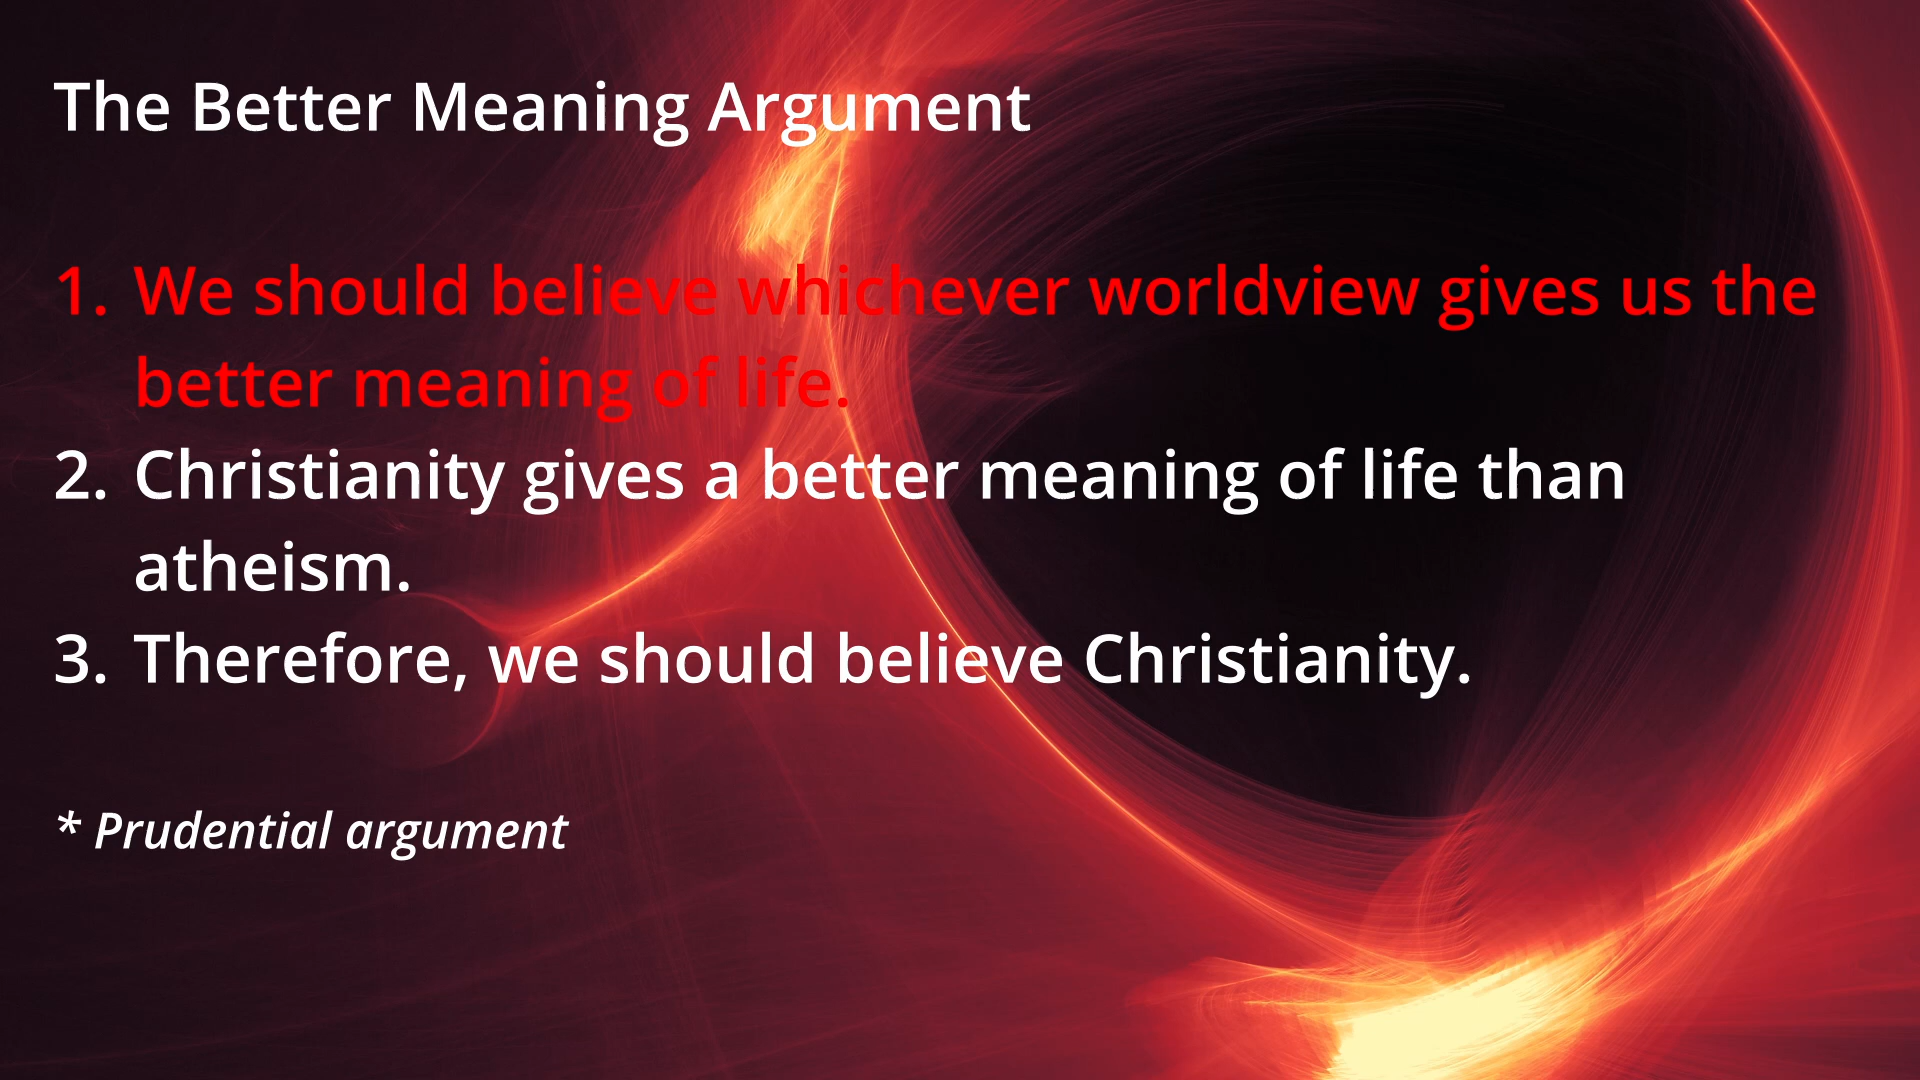 The Better Meaning Argument
1. We should believe whichever worldview gives us the
better meaning of life.
2. Christianity gives a better meaning of life than
atheism.
3. Therefore, we should believe Christianity.
* Prudential argument